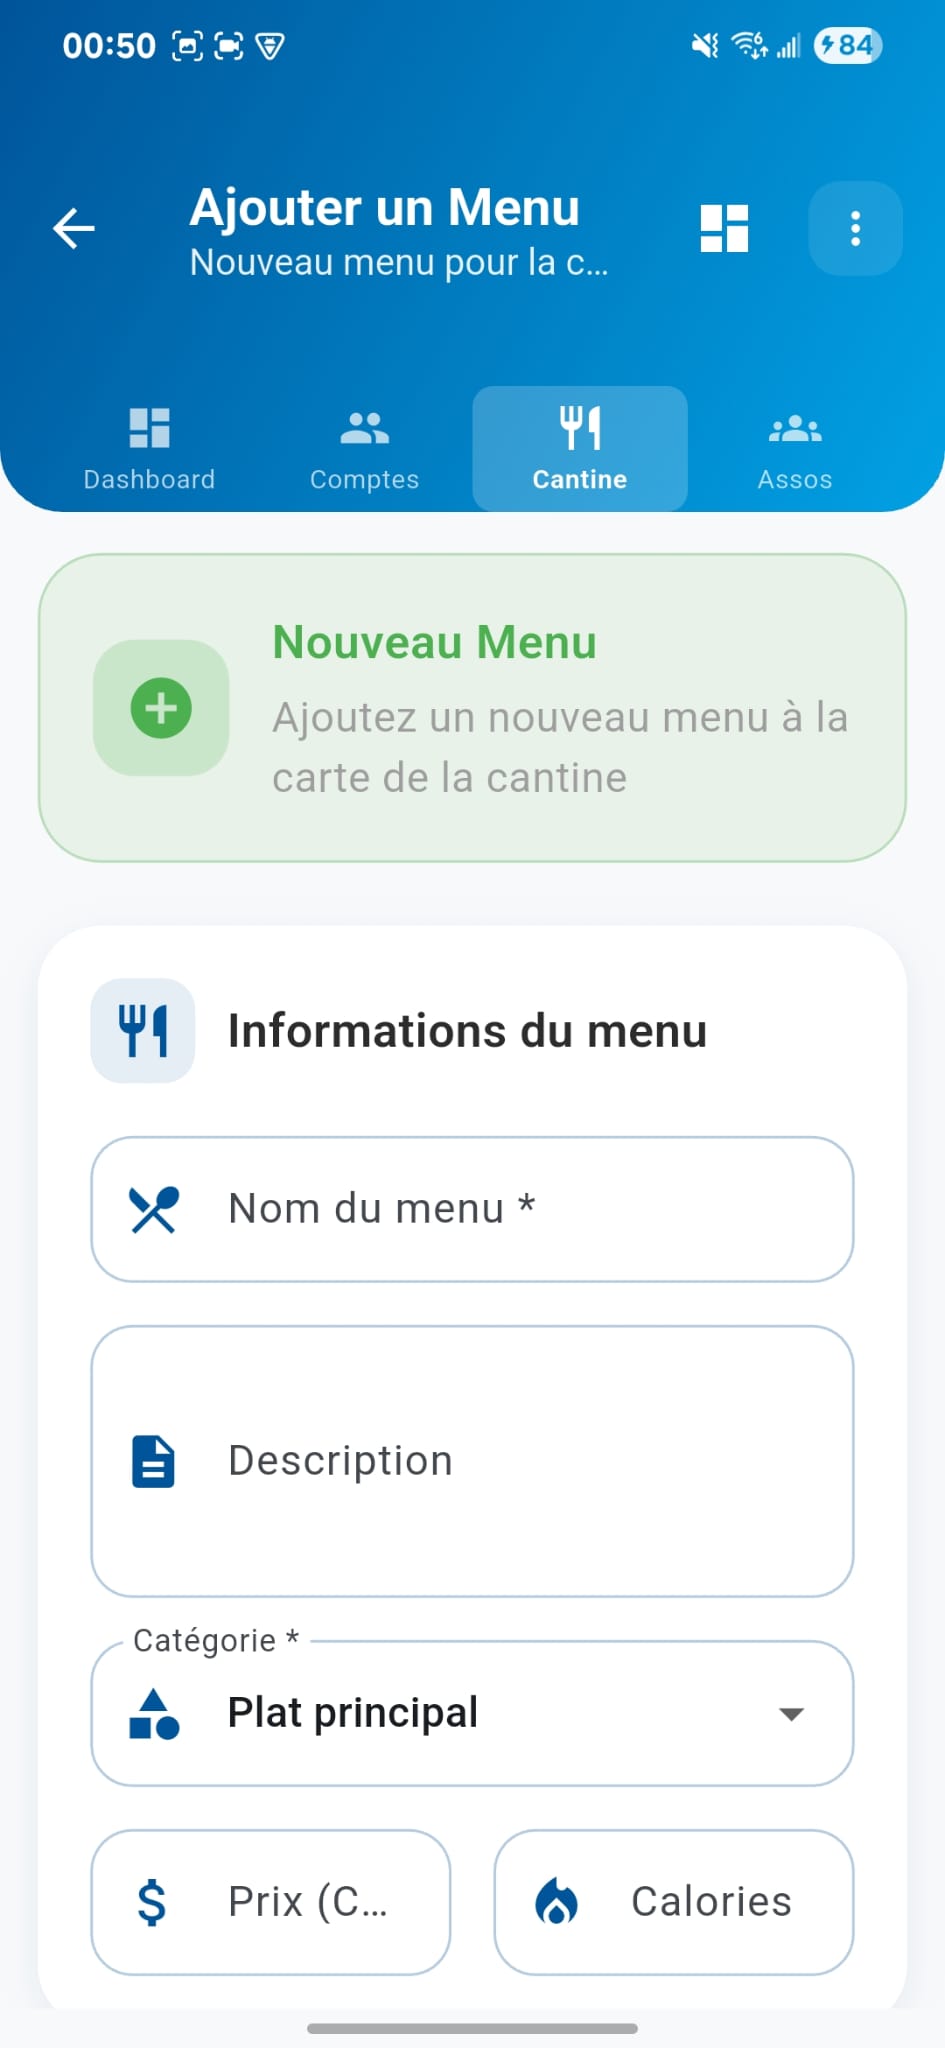 00:50
84
Ajouter un Menu
Nouveau menu pour la c...
Dashboard
Comptes
Cantine
Assos
Nouveau Menu
Ajoutez un nouveau menu à la
carte de la cantine
Informations du menu
Nom du menu *
Description
Catégorie *
Plat principal
Prix (C...
Calories